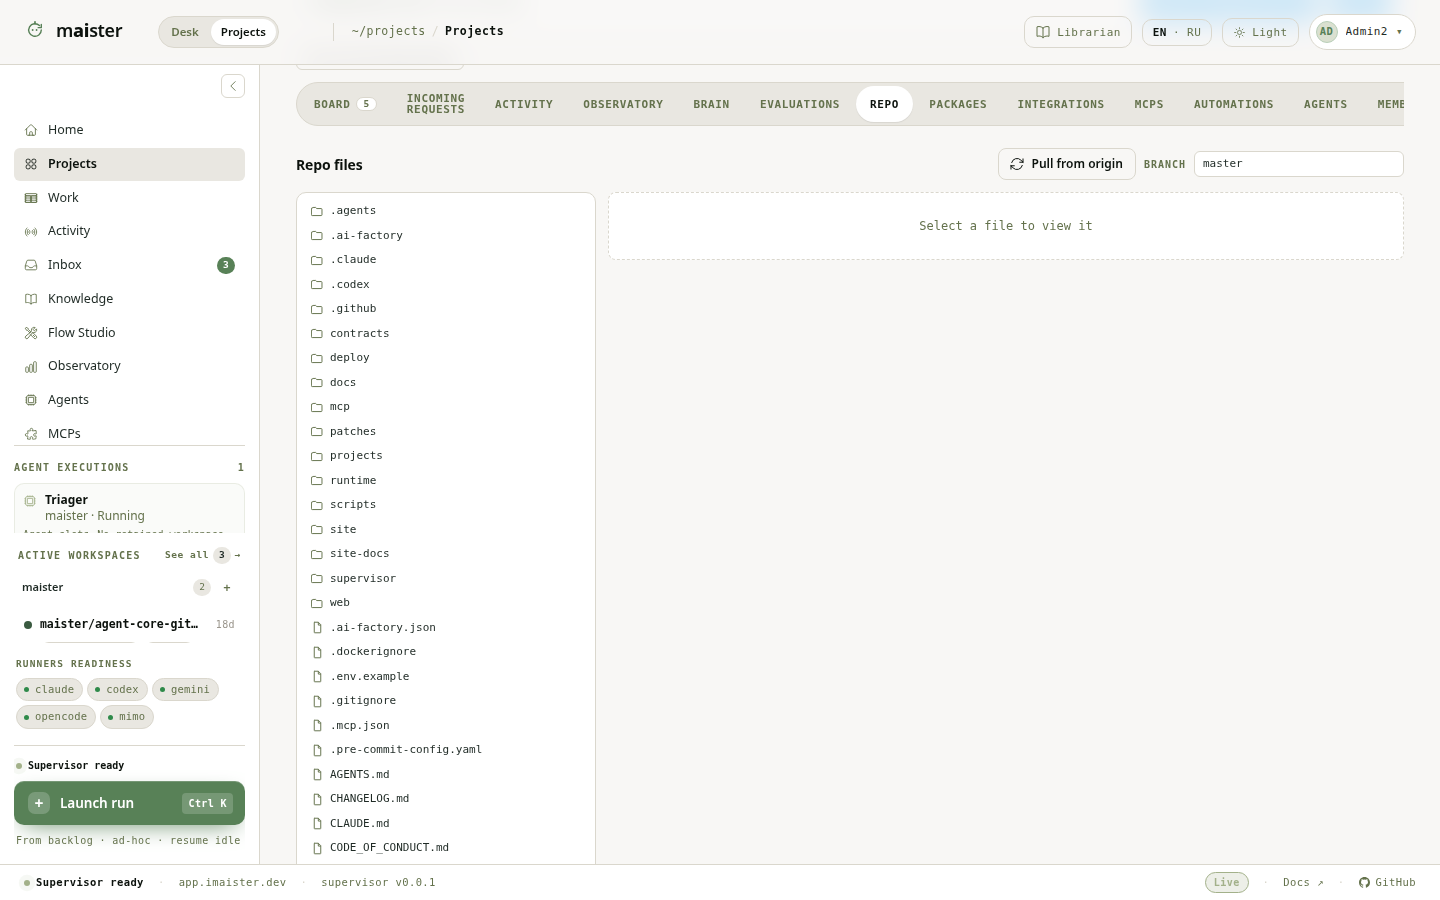 maister
Desk
Projects
~/projects / Projects
Librarian
EN · RU
Light
AD
Admin2
Home
Projects
Work
Activity
Inbox
3
Knowledge
Flow Studio
Observatory
Agents
MCPs
AGENT EXECUTIONS
1
Triager
maister · Running
ACTIVE WORKSPACES
See all 3 →
maister
2
+
maister/agent-core-git…
18d
RUNNERS READINESS
claude
codex
gemini
opencode
mimo
Supervisor ready
+ Launch run
Ctrl K
From backlog · ad-hoc · resume idle
BOARD 5
INCOMING REQUESTS
ACTIVITY
OBSERVATORY
BRAIN
EVALUATIONS
REPO
PACKAGES
INTEGRATIONS
MCPS
AUTOMATIONS
AGENTS
MEMB
Repo files
Pull from origin
BRANCH
master
.agents
.ai-factory
.claude
.codex
.github
contracts
deploy
docs
mcp
patches
projects
runtime
scripts
site
site-docs
supervisor
web
.ai-factory.json
.dockerignore
.env.example
.gitignore
.mcp.json
.pre-commit-config.yaml
AGENTS.md
CHANGELOG.md
CLAUDE.md
CODE_OF_CONDUCT.md
Select a file to view it
Supervisor ready · app.imaister.dev · supervisor v0.0.1
Live · Docs ↗ · GitHub